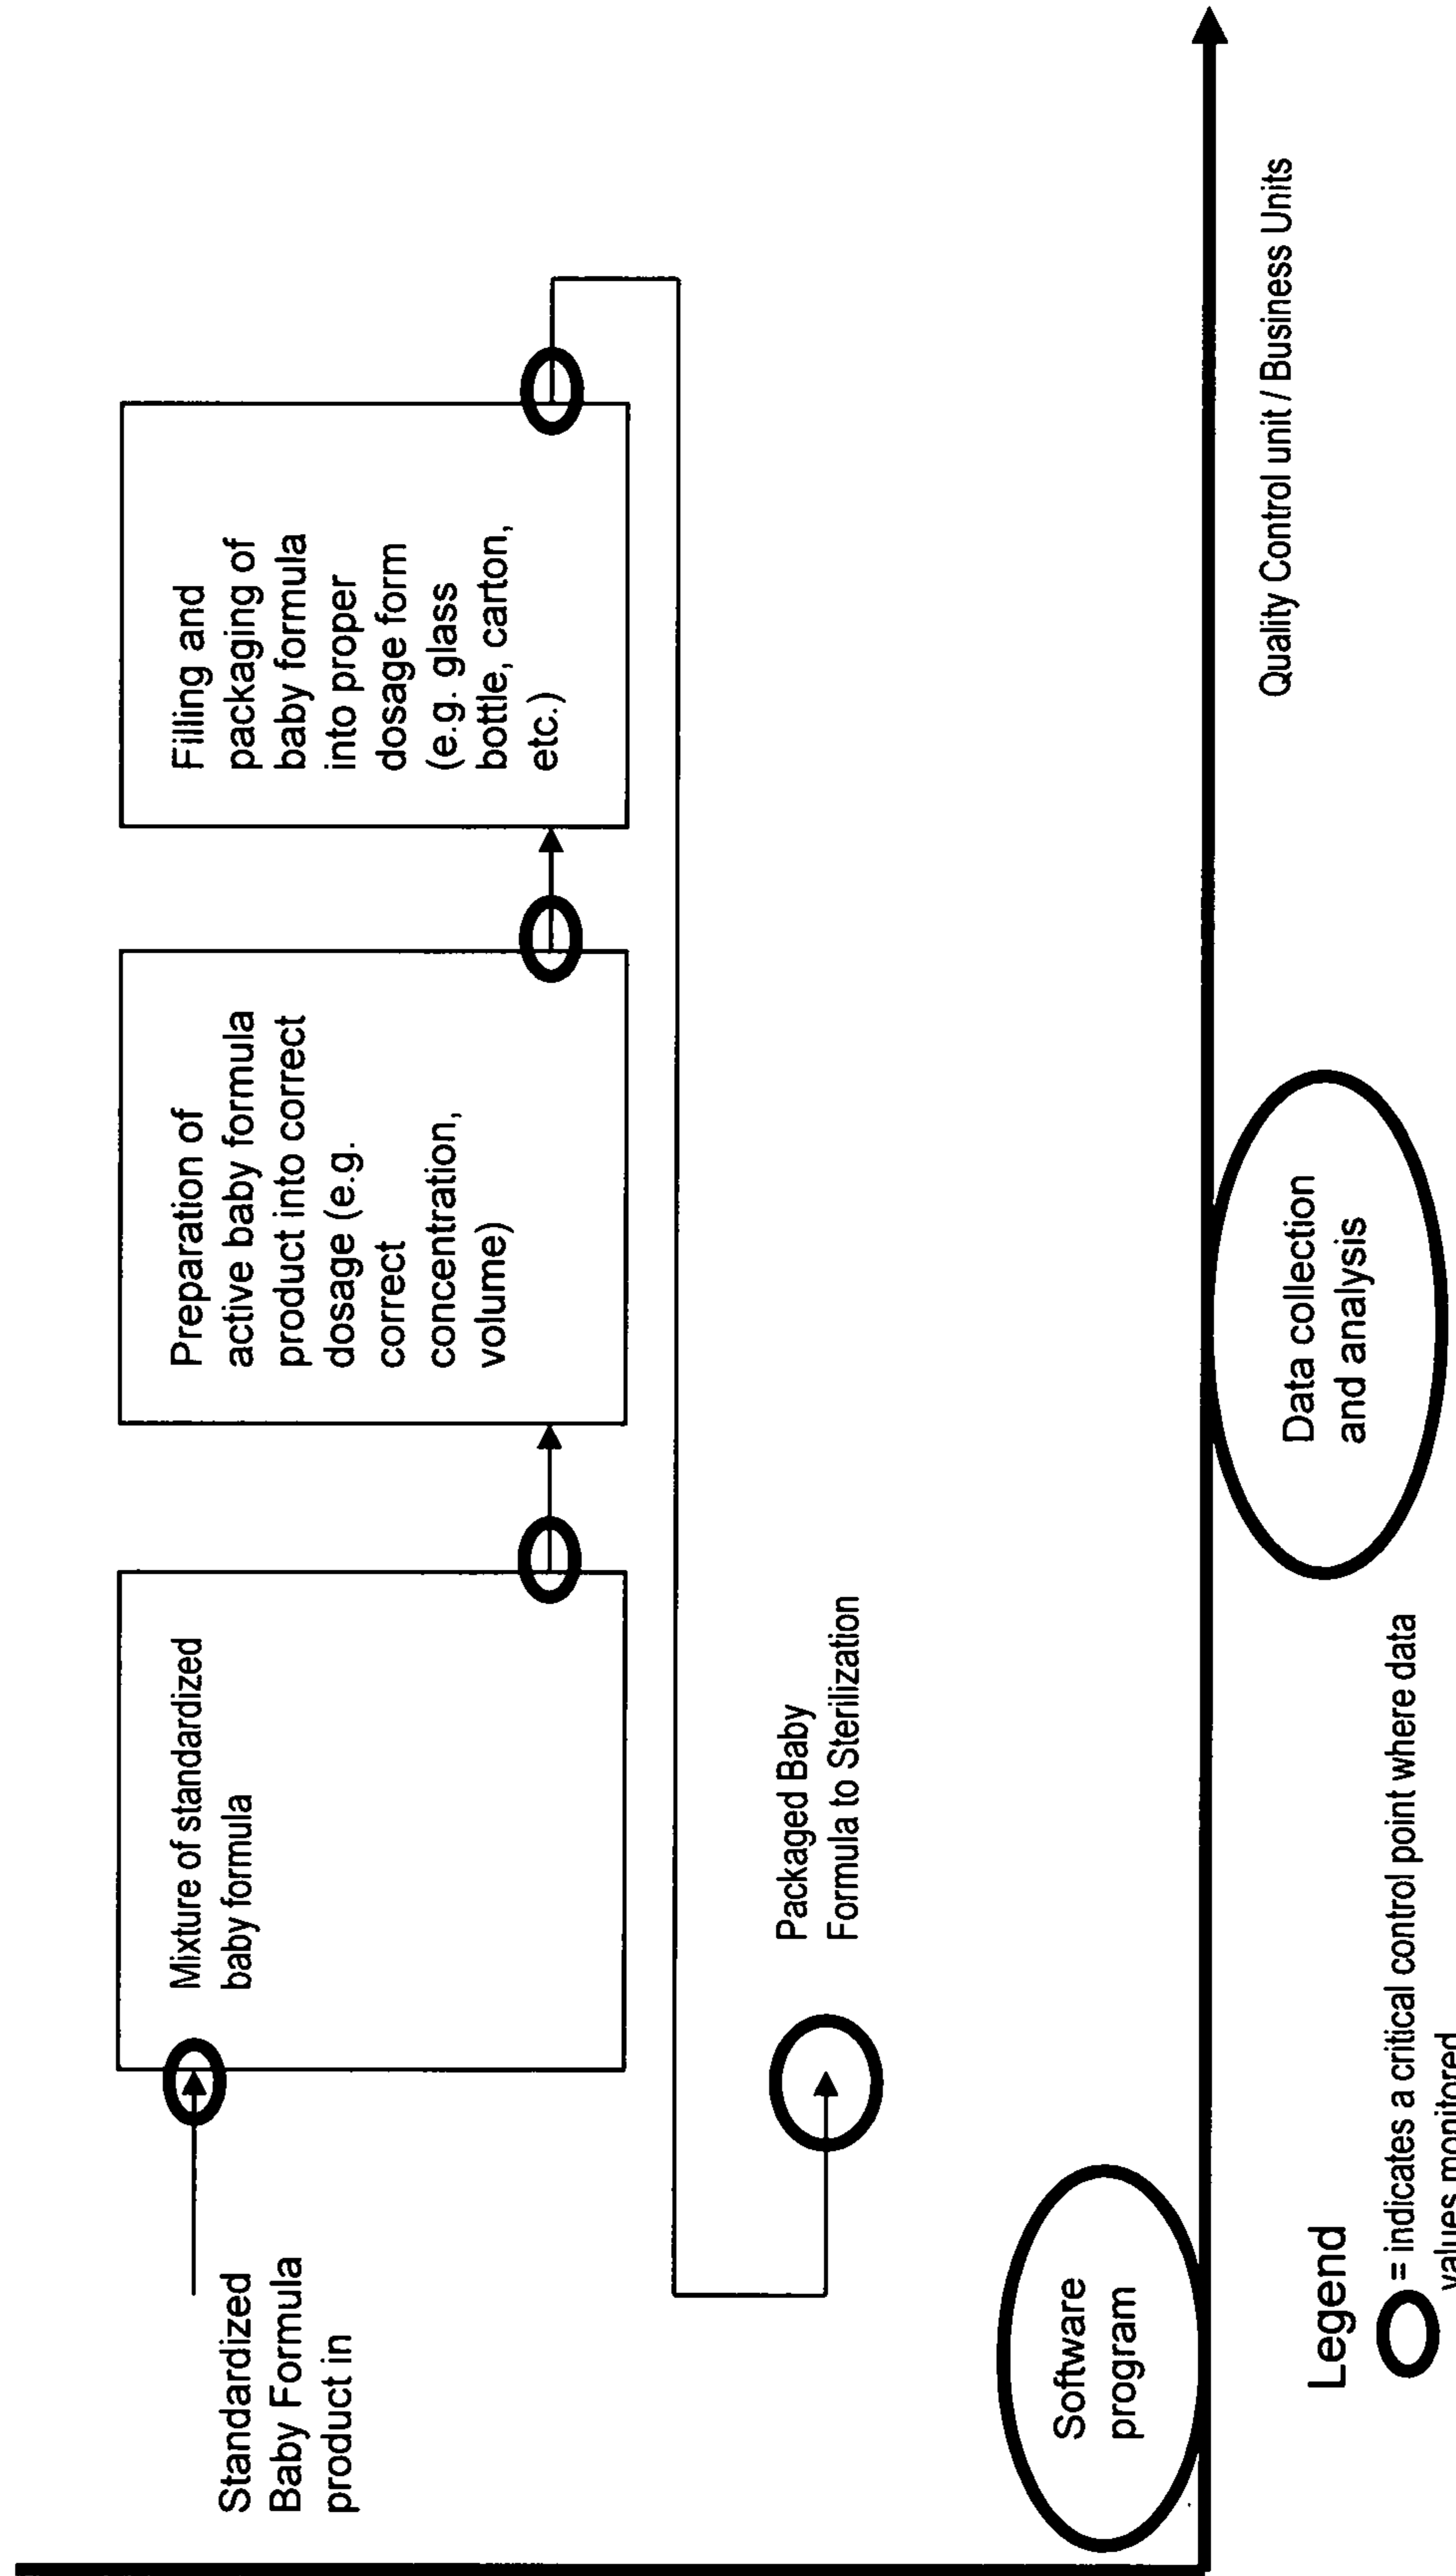 Standardized
Baby Formula
product in
Mixture of standardized
baby formula
Preparation of
active baby formula
product into correct
dosage (e.g.
correct
concentration,
volume)
Filling and
packaging of
baby formula
into proper
dosage form
(e.g. glass
bottle, carton,
etc.)
Packaged Baby
Formula to Sterilization
Software
program
Quality Control unit / Business Units
Data collection
and analysis
Legend
= indicates a critical control point where data
values monitored